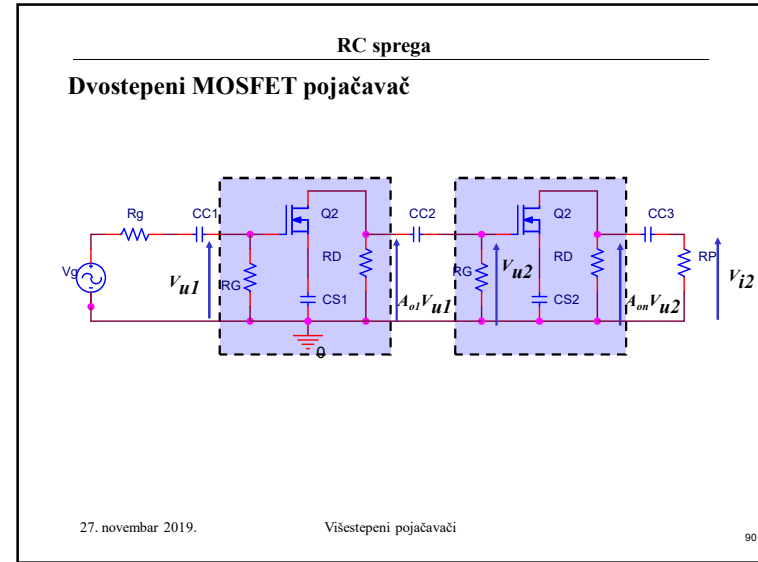 RC sprega
Dvostepeni MOSFET pojačavač
Rg CC1 Q2 CC2 Q2 CC3
Vg Vu1 RG RD RG Vu2 RD RP Vi2
CS1 Ao1Vu1 CS2 AonVu2
0
27. novembar 2019. Višestepeni pojačavači 90